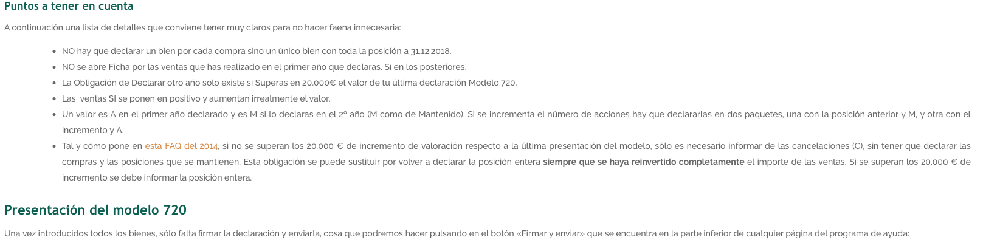 Puntos a tener en cuenta
A continuación una lista de detalles que conviene tener muy claros para no hacer faena innecesaria:
• NO hay que declarar un bien por cada compra sino un único bien con toda la posición a 31.12.2018.
• NO se abre Ficha por las ventas que has realizado en el primer año que declaras. Sí en los posteriores.
• La Obligación de Declarar otro año solo existe si Superas en 20.000€ el valor de tu última declaración Modelo 720.
• Las ventas SI se ponen en positivo y aumentan irrealmente el valor.
• Un valor es A en el primer año declarado y es M si lo declaras en el 2º año (M como de Mantenido). Si se incrementa el número de acciones hay que declararlas en dos paquetes, una con la posición anterior y M, y otra con el
incremento y A.
• Tal y cómo pone en esta FAQ del 2014, si no se superan los 20.000 € de incremento de valoración respecto a la última presentación del modelo, sólo es necesario informar de las cancelaciones (C), sin tener que declarar las
compras y las posiciones que se mantienen. Esta obligación se puede sustituir por volver a declarar la posición entera siempre que se haya reinvertido completamente el importe de las ventas. Si se superan los 20.000 € de
incremento se debe informar la posición entera.
Presentación del modelo 720
Una vez introducidos todos los bienes, sólo falta firmar la declaración y enviarla, cosa que podremos hacer pulsando en el botón «Firmar y enviar» que se encuentra en la parte inferior de cualquier página del programa de ayuda: